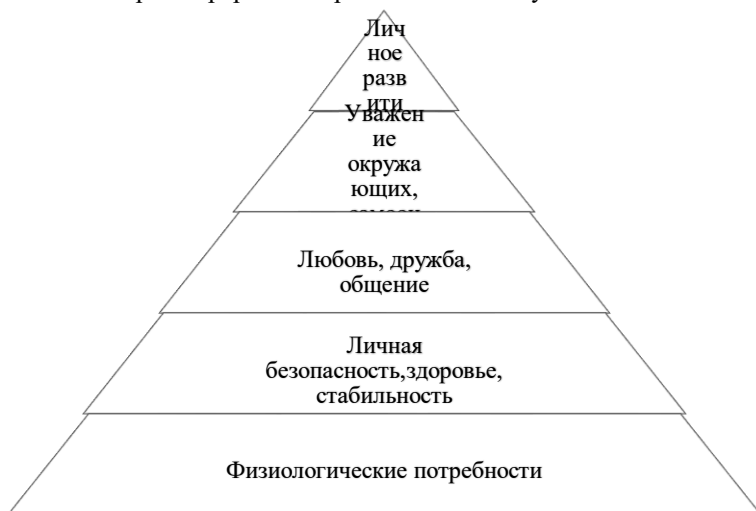 Лич
ное
разв
ити
Уважен
ие
окружа
ющих,
Любовь, дружба,
общение
Личная
безопасность,здоровье,
стабильность
Физиологические потребности